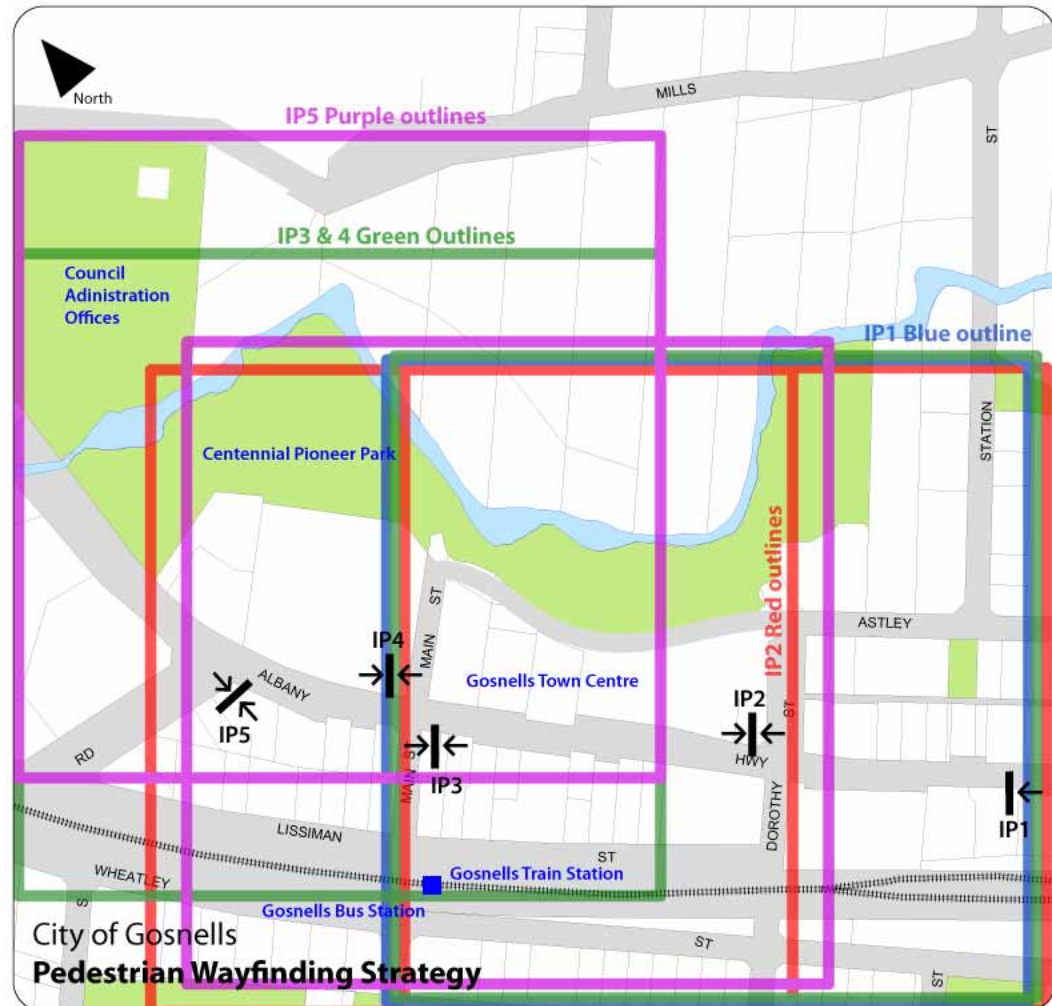 North
MILLS
ST
IP5 Purple outlines
IP3 & 4 Green Outlines
Council
Adinistration
Offices
IP1 Blue outline
STATION
Centennial Pioneer Park
IP2 Red outlines
ST
MAIN
ASTLEY
IP4
ALBANY
Gosnells Town Centre
IP2
ST
IP5
HWY
RD
MAIN ST
IP3
DOROTHY
IP1
LISSIMAN
ST
WHEATLEY
Gosnells Train Station
S
Gosnells Bus Station
City of Gosnells
ST
Pedestrian Wayfinding Strategy
ST